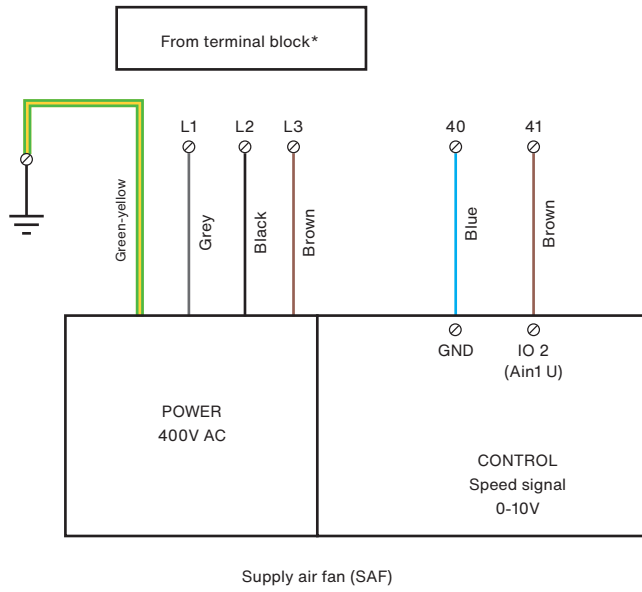 From terminal block*
L1
L2
L3
40
41
Green-yellow
Grey
Black
Brown
Blue
Brown
GND
IO 2
(Ain1 U)
POWER
400V AC
CONTROL
Speed signal
0-10V
Supply air fan (SAF)